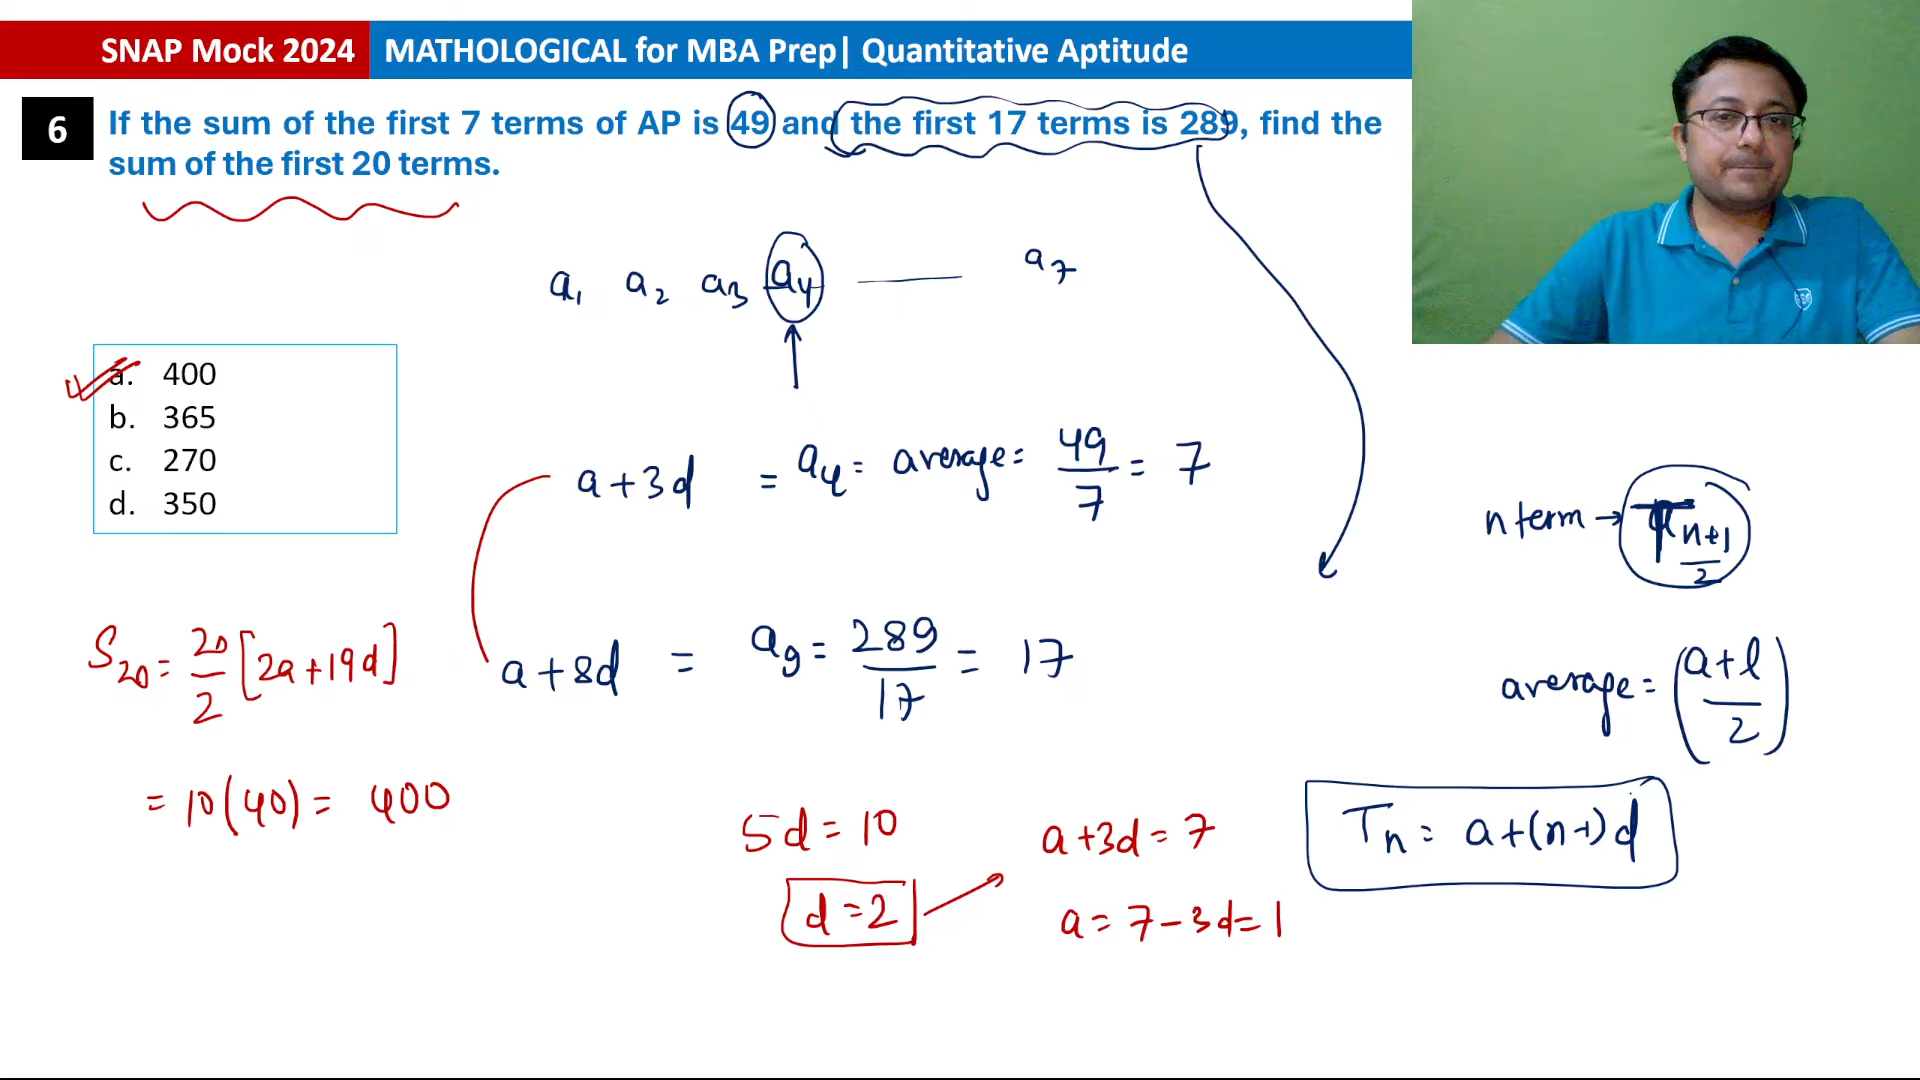 SNAP Mock 2024 MATHOLOGICAL for MBA Prep| Quantitative Aptitude
6 If the sum of the first 7 terms of AP is 49 and the first 17 terms is 289, find the
sum of the first 20 terms.
a₁ a₂ a₃ a₄ —— a₇
a. 400
b. 365
c. 270
d. 350
a+3d = a₄ = average = 49/7 = 7
n term → T (n+1)/2
a+8d = a₉ = 289/17 = 17
average = (a+l/2)
S₂₀ = 20/2 [2a+19d]
= 10(40) = 400
5d = 10
d = 2
a+3d = 7
a = 7-3d = 1
Tₙ = a+(n-1)d